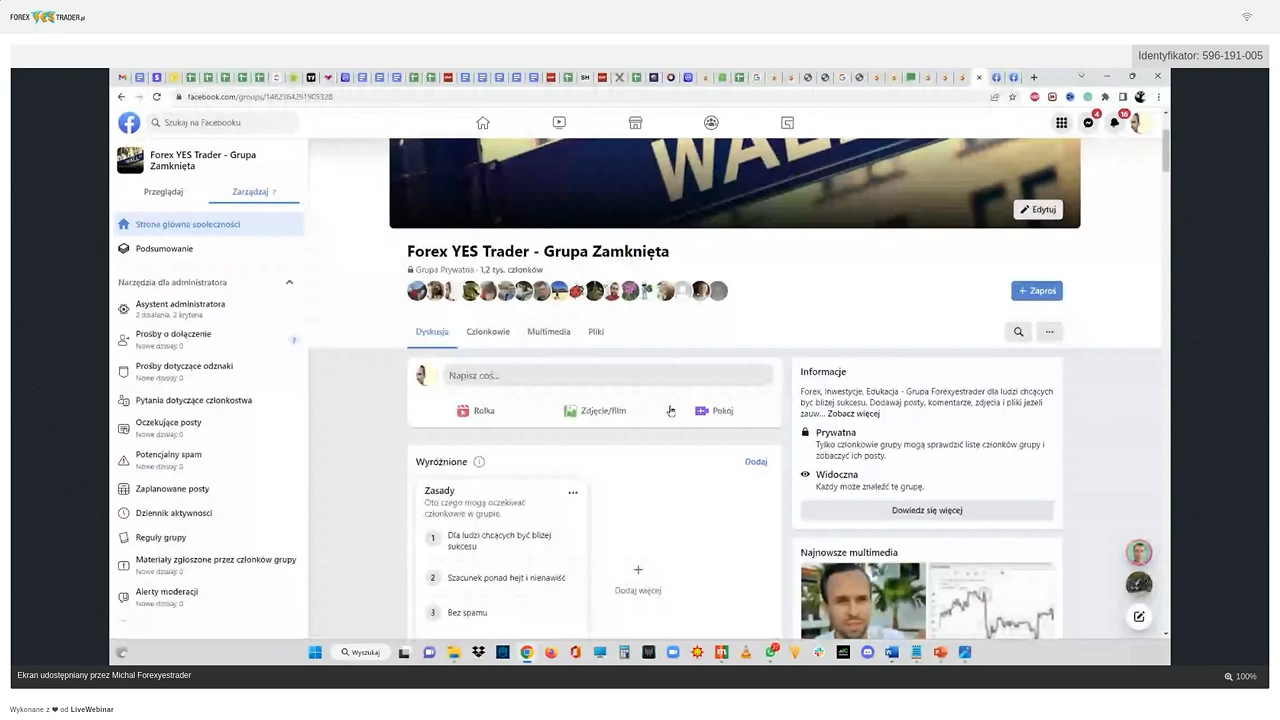 FOREX YES TRADER.pl
Identyfikator: 596-191-005
facebook.com/groups/1462364291905328
Szukaj na Facebooku
4
16
Forex YES Trader - Grupa
Zamknięta
Przeglądaj
Zarządzaj
Strona główna społeczności
Podsumowanie
Narzędzia dla administratora
Asystent administratora
2 działania, 2 kryteria
Prośby o dołączenie
Nowe dzisiaj: 0
Prośby dotyczące odznaki
Nowe dzisiaj: 0
Pytania dotyczące członkostwa
Oczekujące posty
Nowe dzisiaj: 0
Potencjalny spam
Nowe dzisiaj: 0
Zaplanowane posty
Dziennik aktywności
Reguły grupy
Materiały zgłoszone przez członków grupy
Nowe dzisiaj: 0
Alerty moderacji
Nowe dzisiaj: 0
WALL
Edytuj
Forex YES Trader - Grupa Zamknięta
Grupa Prywatna · 1,2 tys. członków
Zaproś
Dyskusja
Członkowie
Multimedia
Pliki
Napisz coś...
Rolka
Zdjęcie/film
Pokój
Wyróżnione
Dodaj
Zasady
Oto czego mogą oczekiwać
członkowie w grupie.
1 Dla ludzi chcących być bliżej
sukcesu
2 Szacunek ponad hejt i nienawiść
3 Bez spamu
Dodaj więcej
Informacje
Forex, Inwestycje, Edukacja - Grupa Forexyestrader dla ludzi chcących
być bliżej sukcesu. Dodawaj posty, komentarze, zdjęcia i pliki jeżeli
zauw... Zobacz więcej
Prywatna
Tylko członkowie grupy mogą sprawdzić listę członków grupy i
zobaczyć ich posty.
Widoczna
Każdy może znaleźć tę grupę.
Dowiedz się więcej
Najnowsze multimedia
Wyszukaj
Ekran udostępniany przez Michal Forexyestrader
100%
Wykonane z ❤ od LiveWebinar